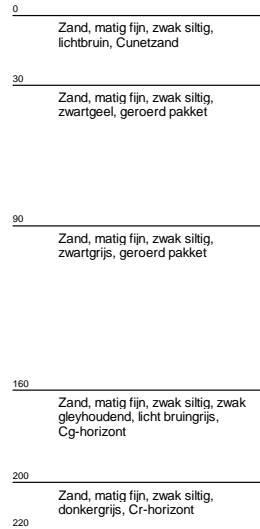 0
Zand, matig fijn, zwak siltig,
lichtbruin, Cunetzand
30
Zand, matig fijn, zwak siltig,
zwartgeel, geroerd pakket
90
Zand, matig fijn, zwak siltig,
zwartgrijs, geroerd pakket
160
Zand, matig fijn, zwak siltig, zwak
gleyhoudend, licht bruingrijs,
Cg-horizont
200
Zand, matig fijn, zwak siltig,
donkergrijs, Cr-horizont
220